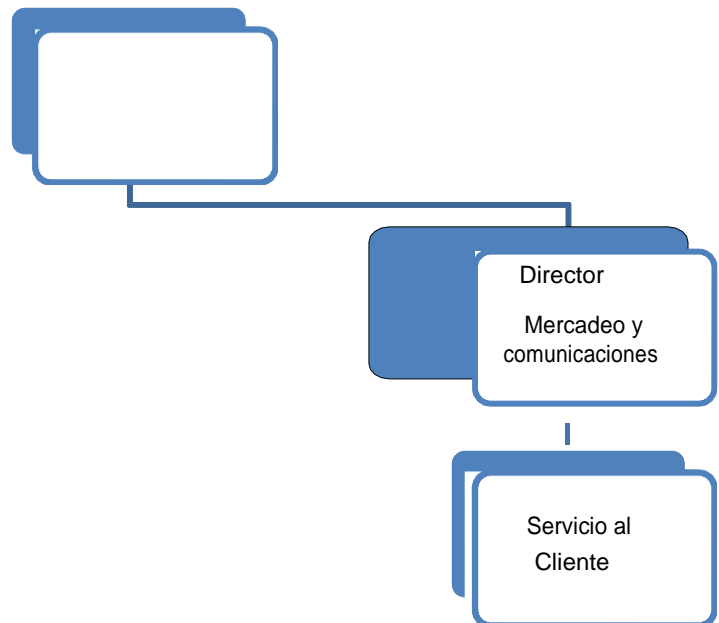 Director
Mercadeo y
comunicaciones
Servicio al
Cliente